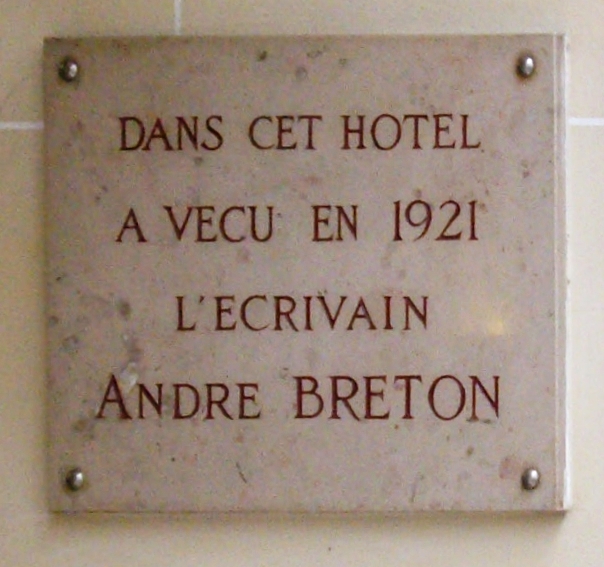 DANS CET HOTEL
A VECU EN 1921
L'ECRIVAIN
ANDRE BRETON